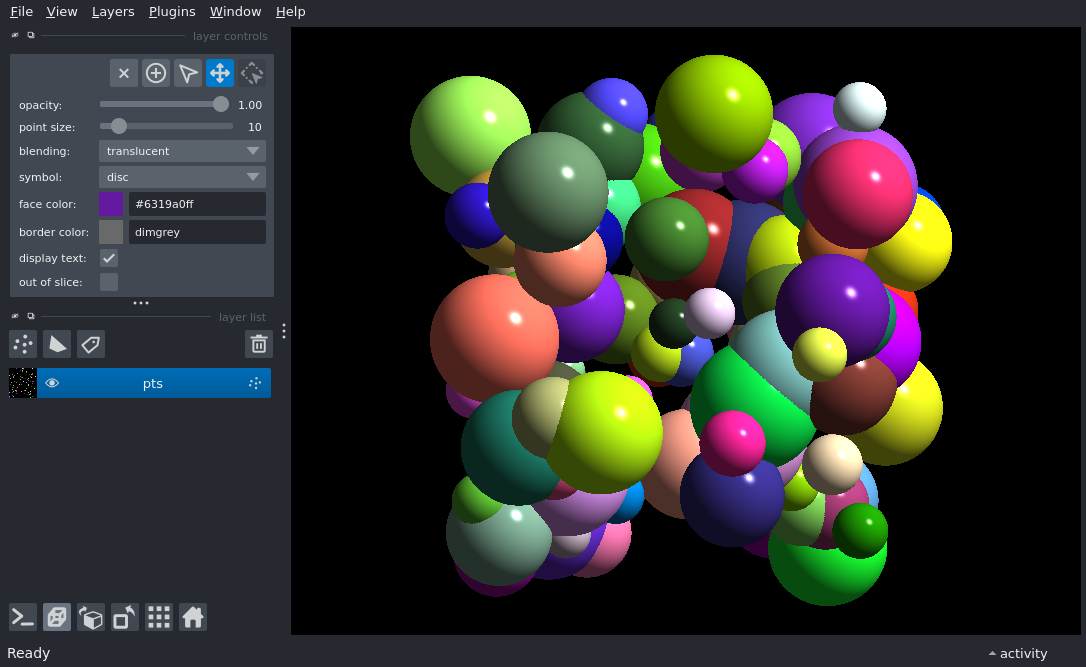 File View Layers Plugins Window Help
layer controls
opacity: 1.00
point size: 10
blending: translucent
symbol: disc
face color: #6319a0ff
border color: dimgrey
display text:
out of slice:
layer list
pts
Ready activity